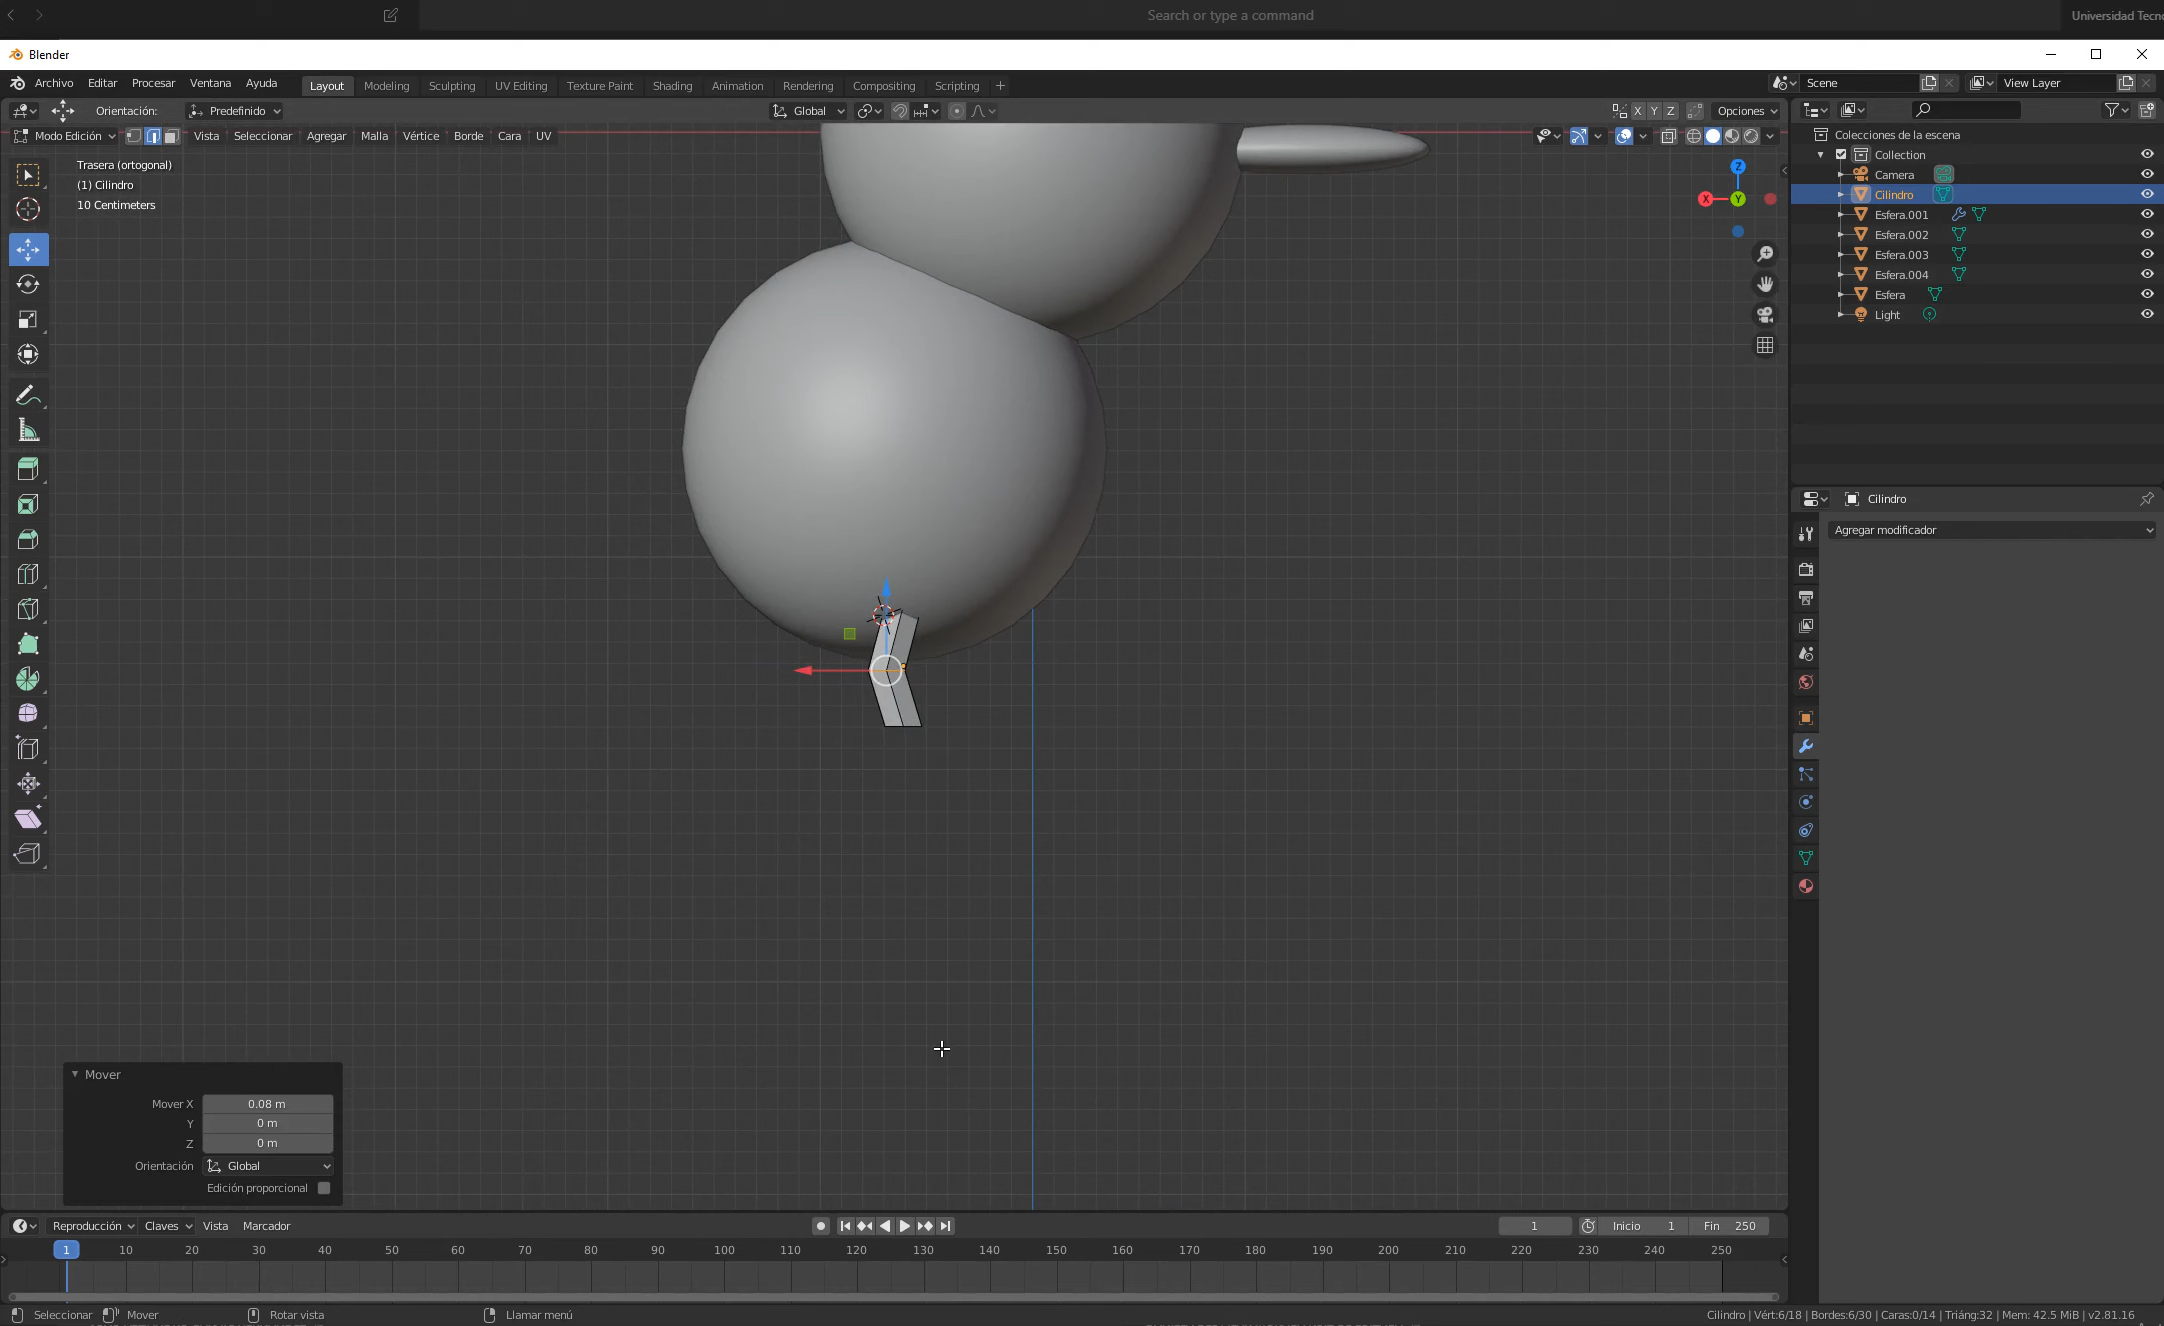 Search or type a command
Universidad Tecno
Blender
Archivo Editar Procesar Ventana Ayuda
Layout Modeling Sculpting UV Editing Texture Paint Shading Animation Rendering Compositing Scripting +
Scene
View Layer
Orientación: Predefinido
Global
X Y Z
Opciones
Modo Edición Vista Seleccionar Agregar Malla Vértice Borde Cara UV
Trasera (ortogonal)
(1) Cilindro
10 Centimeters
Z
X
Y
Colecciones de la escena
Collection
Camera
Cilindro
Esfera.001
Esfera.002
Esfera.003
Esfera.004
Esfera
Light
Cilindro
Agregar modificador
Mover
Mover X 0.08 m
Y 0 m
Z 0 m
Orientación Global
Edición proporcional
Reproducción Claves Vista Marcador
1
Inicio 1
Fin 250
1 10 20 30 40 50 60 70 80 90 100 110 120 130 140 150 160 170 180 190 200 210 220 230 240 250
Seleccionar Mover Rotar vista Llamar menú
Cilindro | Vért:6/18 | Bordes:6/30 | Caras:0/14 | Triáng:32 | Mem: 42.5 MiB | v2.81.16